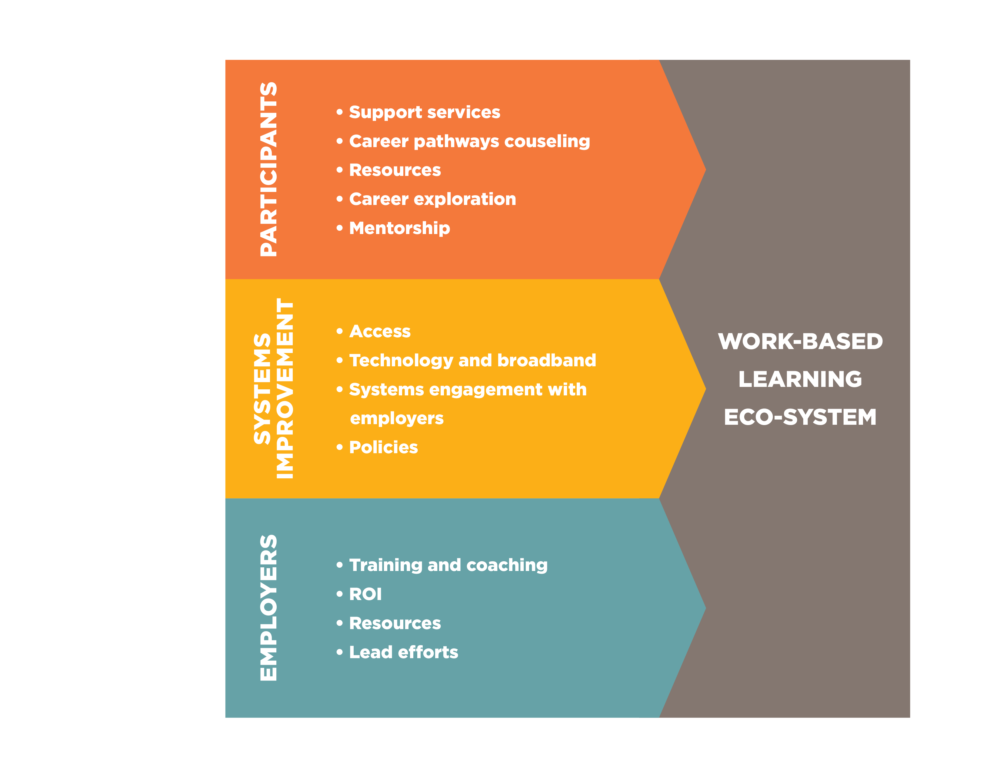 PARTICIPANTS
• Support sevices
• Career pathways couseling
• Resources
• Career exploration
• Mentorship
SYSTEMS
IMPROVEMENT
• Access
• Technology and broadband
• Systems engagement with
employers
• Policies
EMPLOYERS
• Training and coaching
• ROI
• Resources
• Lead efforts
WORK-BASED
LEARNING
ECO-SYSTEM